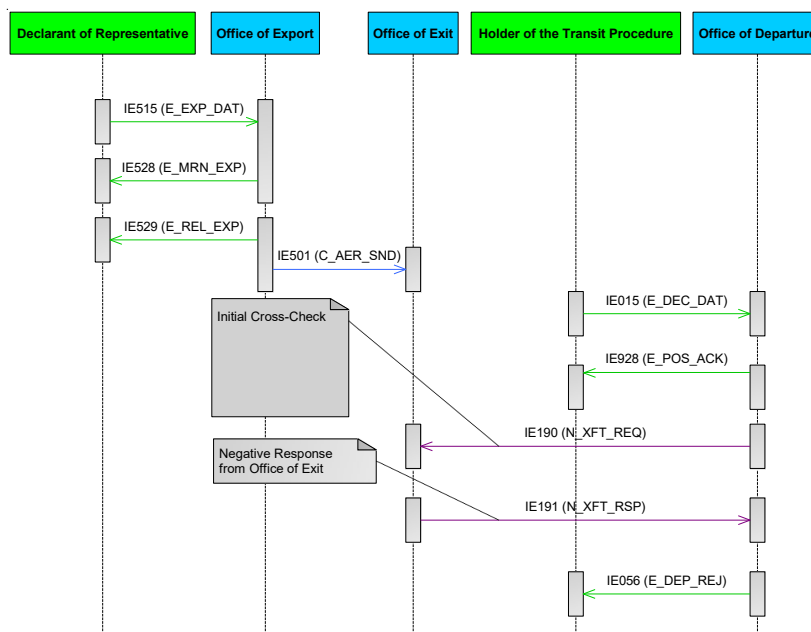 Declarant of Representative
Office of Export
Office of Exit
Holder of the Transit Procedure
Office of Departure
IE515 (E_EXP_DAT)
IE528 (E_MRN_EXP)
IE529 (E_REL_EXP)
IE501 (C_AER_SND)
IE015 (E_DEC_DAT)
Initial Cross-Check
IE928 (E_POS_ACK)
IE190 (N_XFT_REQ)
Negative Response
from Office of Exit
IE191 (N_XFT_RSP)
IE056 (E_DEP_REJ)